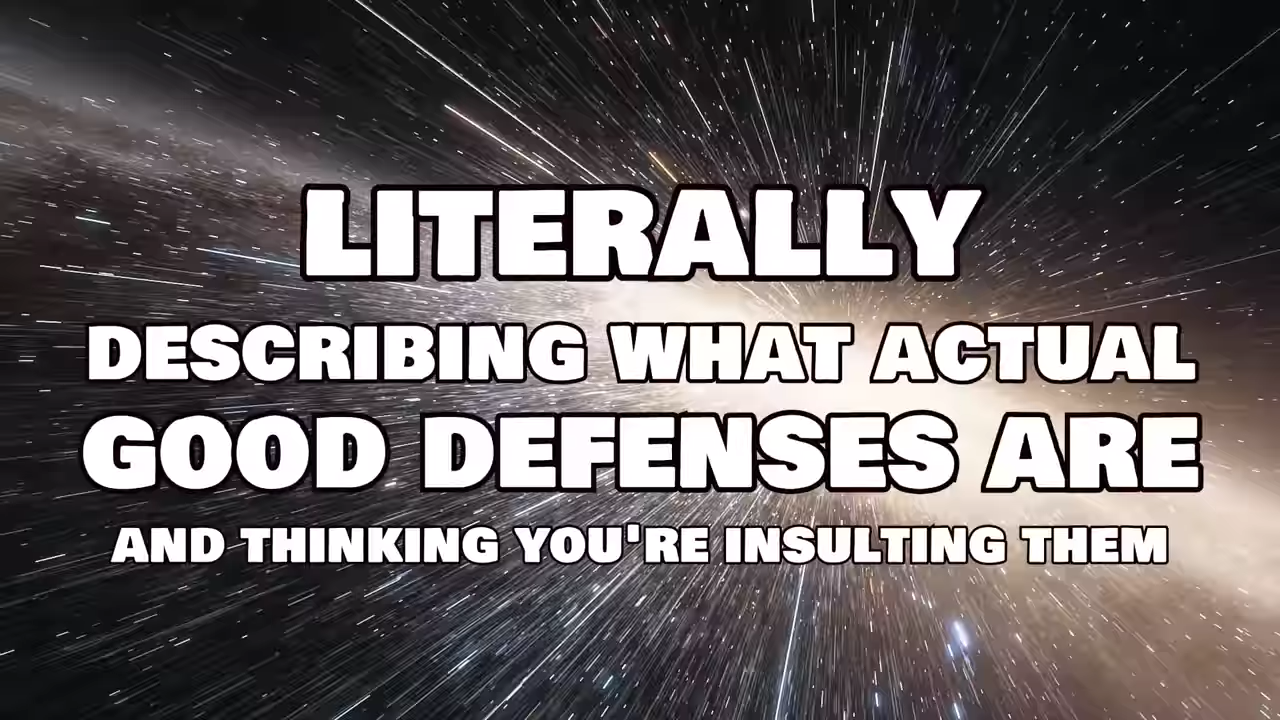 LITERALLY
DESCRIBING WHAT ACTUAL
GOOD DEFENSES ARE
AND THINKING YOU'RE INSULTING THEM